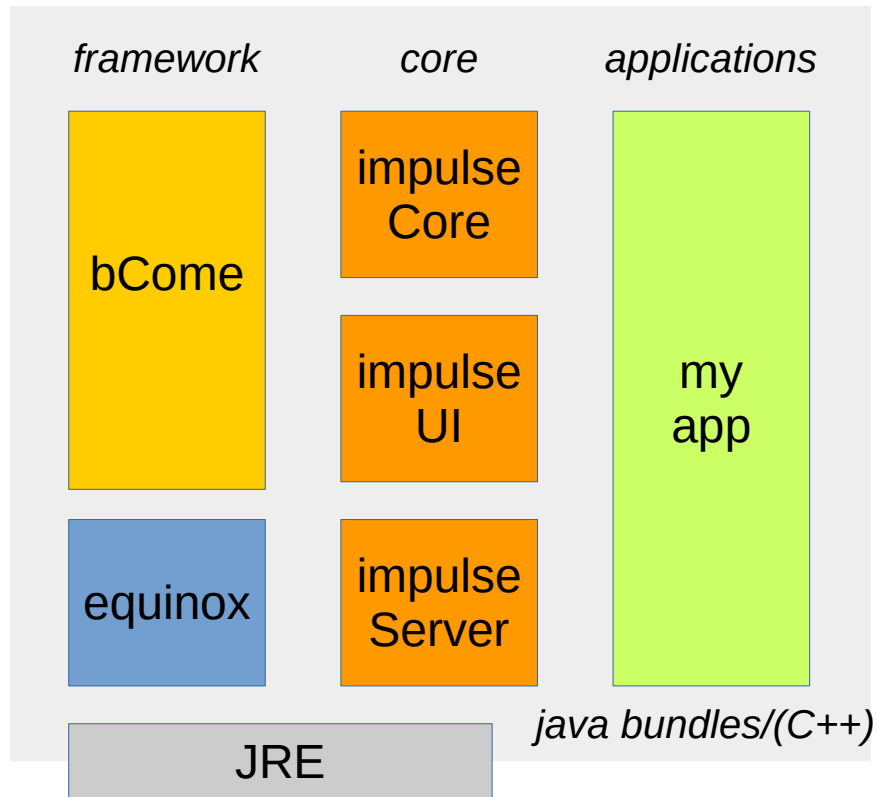 framework
core
applications
bCome
impulse
Core
impulse
UI
my
app
equinox
impulse
Server
java bundles/(C++)
JRE